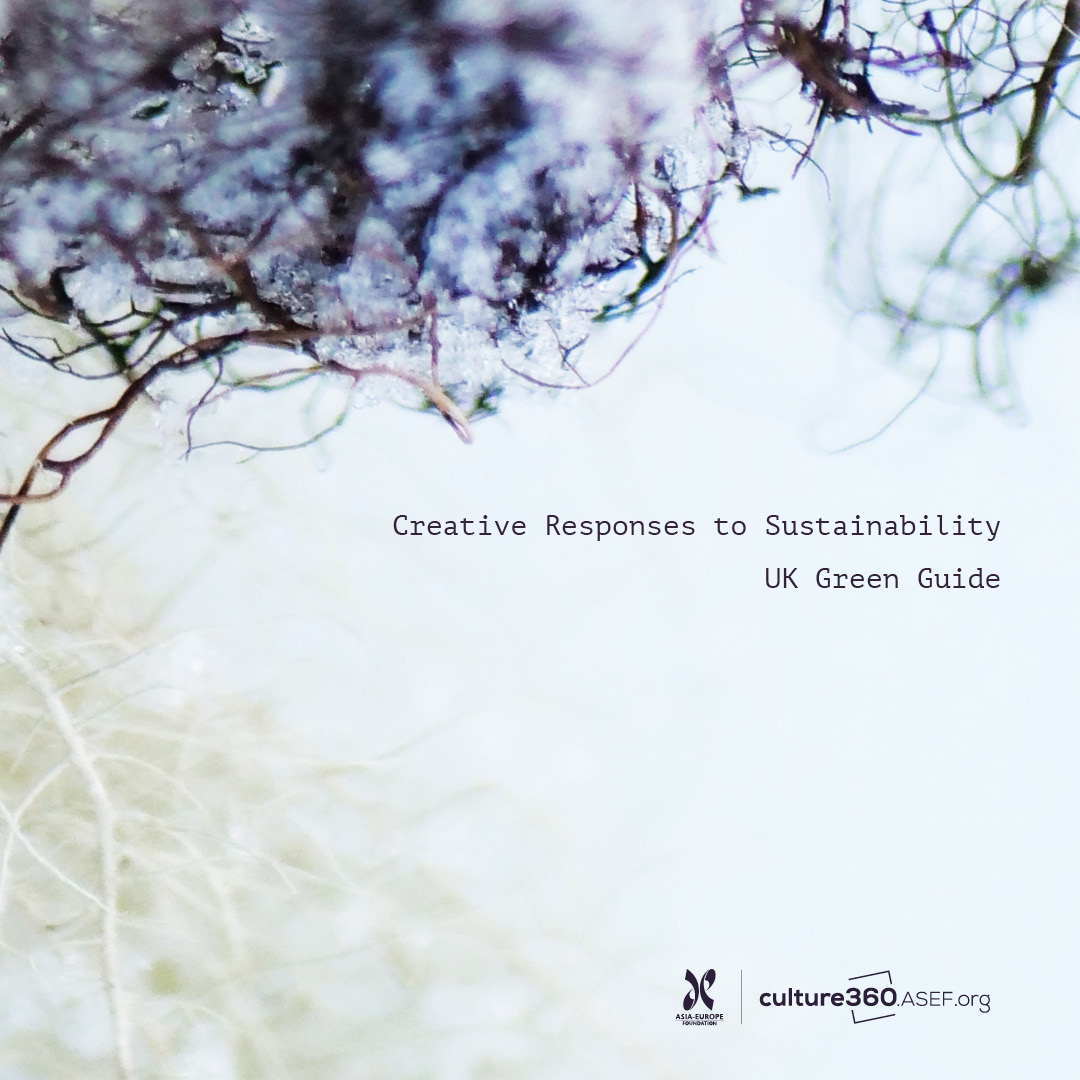 Creative Responses to Sustainability
UK Green Guide
ASIA-EUROPE
FOUNDATION
culture360.ASEF.org